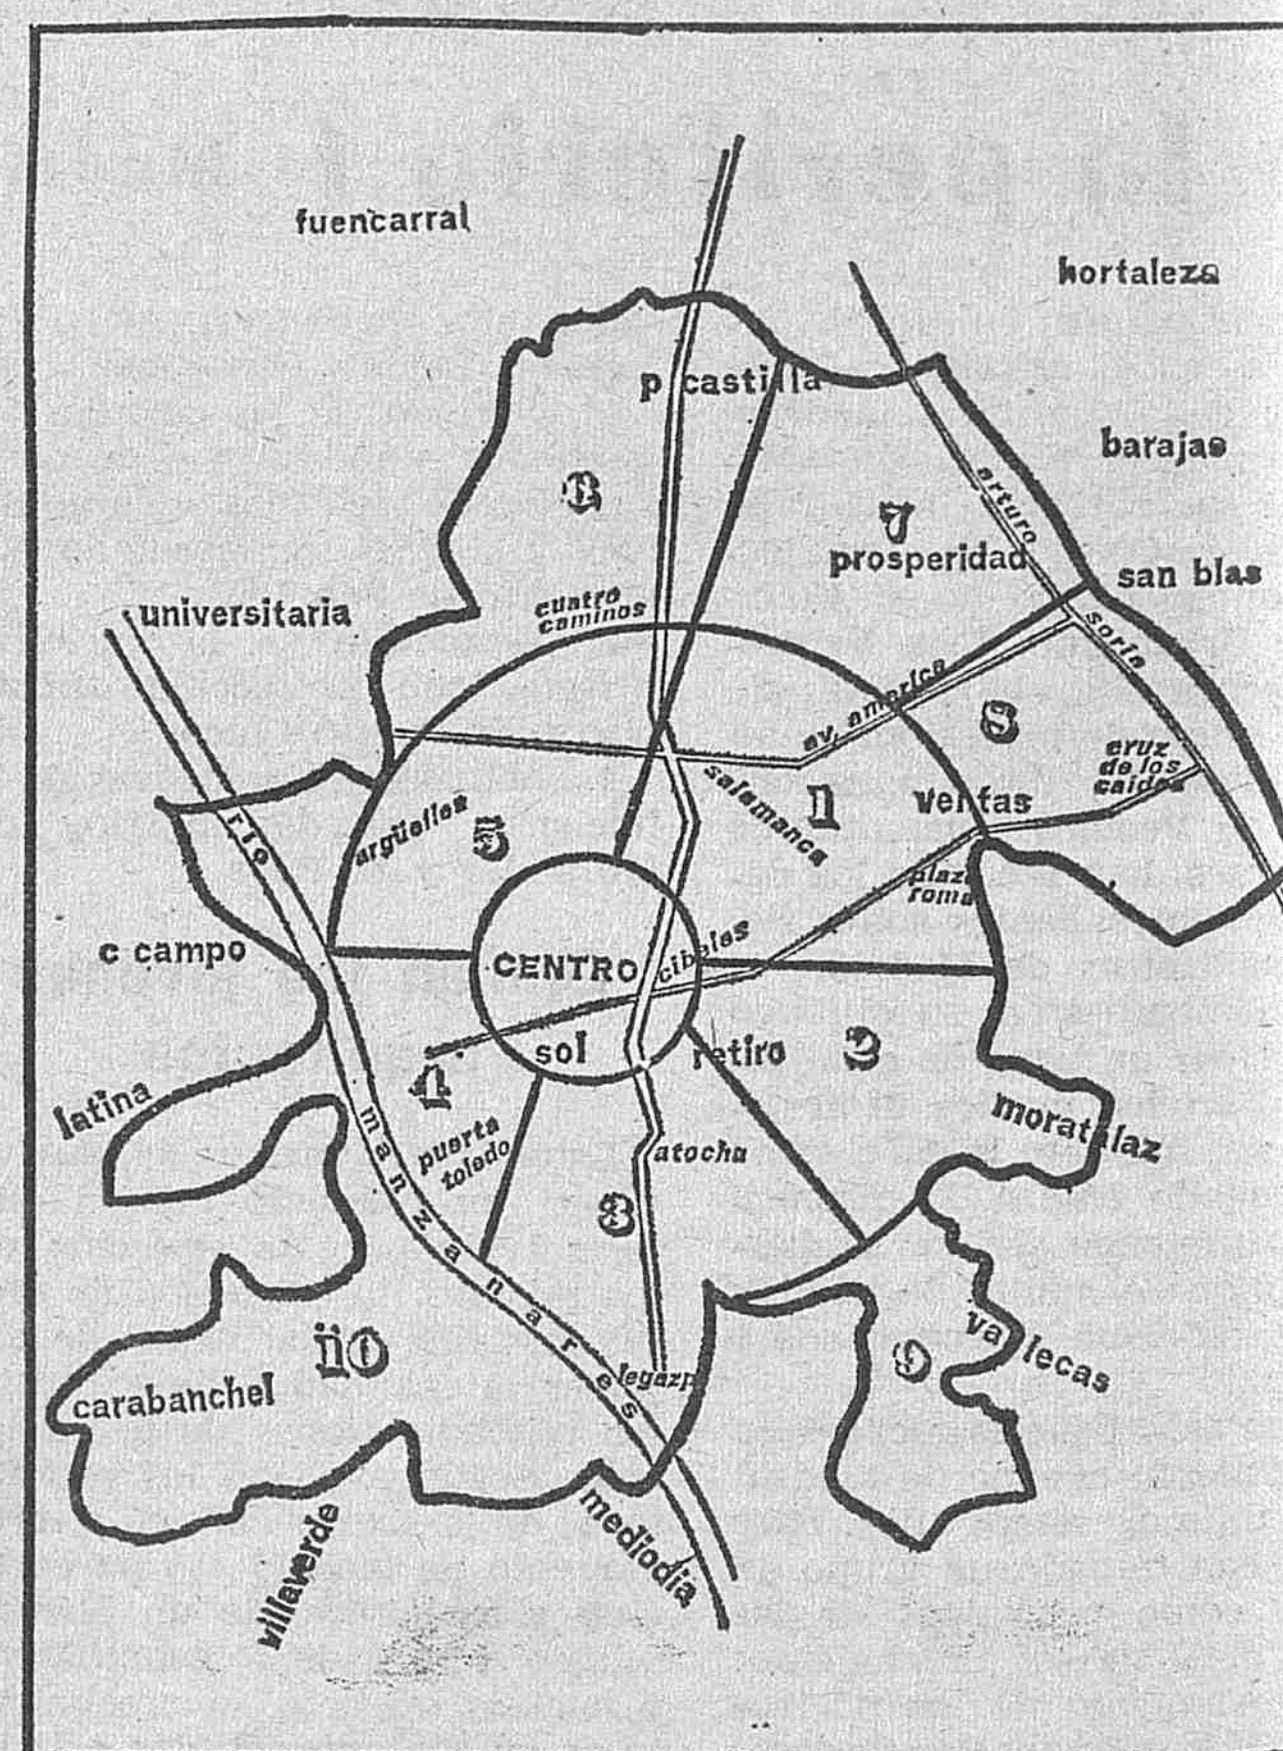 fuencarral
hortaleza
p castilla
barajas
6
7
arturo
prosperidad
san blas
cuatro
caminos
universitaria
soria
av. america
8
cruz
de los
caidos
salamanca
1
ventas
argüelles
5
rio
plaza
roma
c campo
CENTRO
cibeles
sol
retiro
2
4
latina
manzanares
moratalaz
puerta
toledo
atocha
3
vallecas
10
9
carabanchel
legazpi
villaverde
mediodia